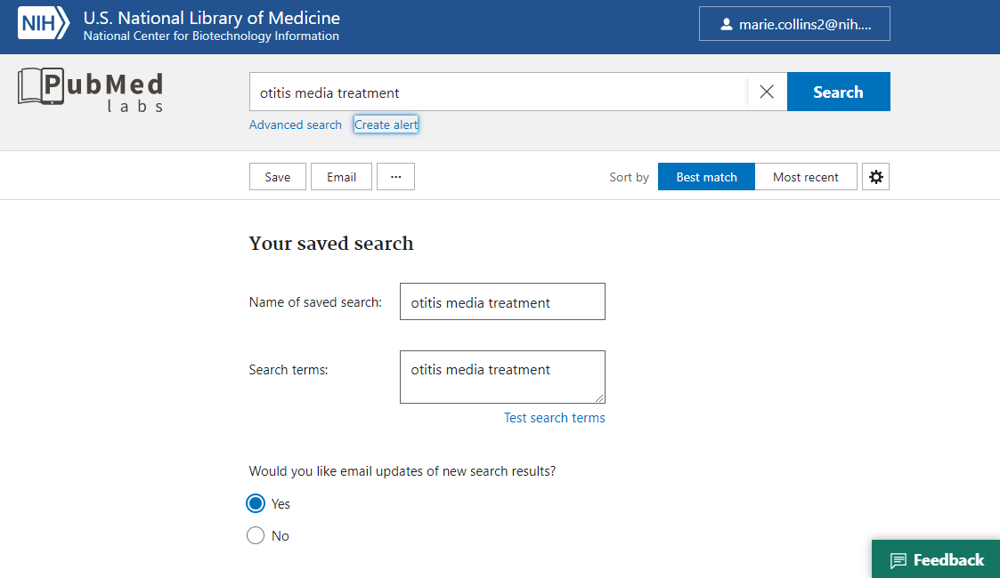 NIH
U.S. National Library of Medicine
National Center for Biotechnology Information
marie.collins2@nih....
PubMed
labs
otitis media treatment
Search
Advanced search
Create alert
Save
Email
...
Sort by
Best match
Most recent
Your saved search
Name of saved search:
otitis media treatment
Search terms:
otitis media treatment
Test search terms
Would you like email updates of new search results?
Yes
No
Feedback